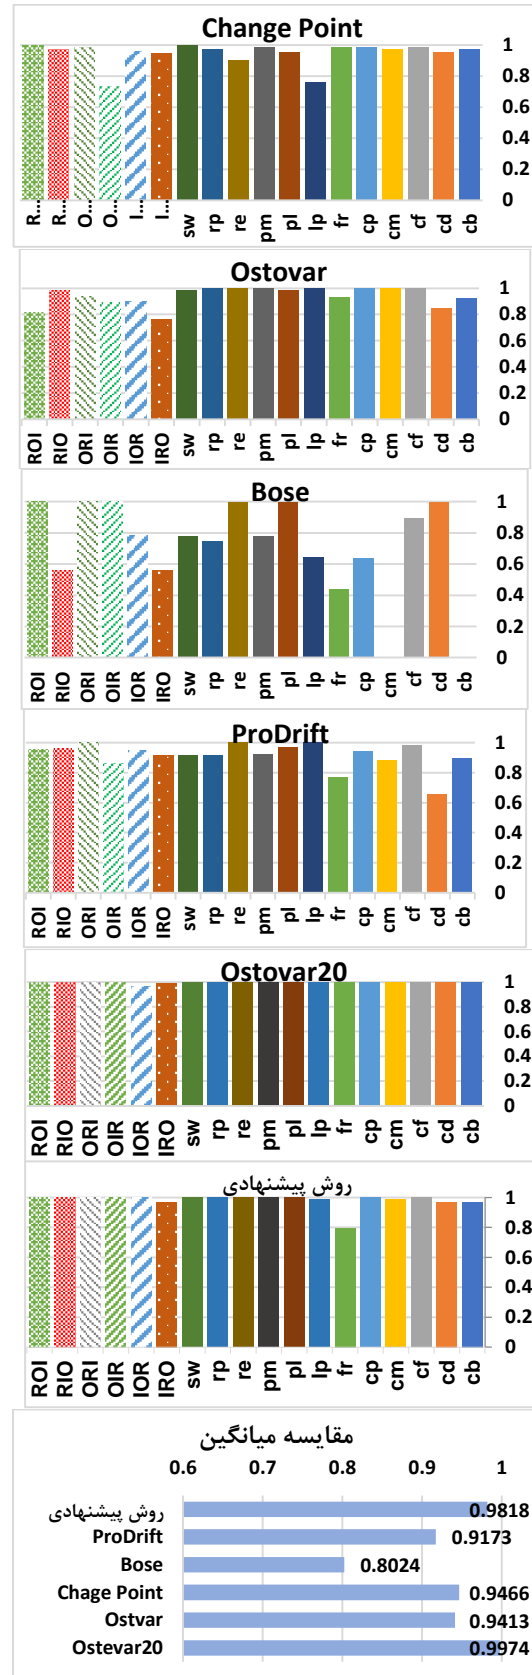 Change Point
1
0.8
0.6
0.4
0.2
0
R... R... O... O... I... I... sw rp re pm pl lp fr cp cm cf cd cb
Ostovar
1
0.8
0.6
0.4
0.2
0
ROI RIO ORI OIR IOR IRO sw rp re pm pl lp fr cp cm cf cd cb
Bose
1
0.8
0.6
0.4
0.2
0
ROI RIO ORI OIR IOR IRO sw rp re pm pl lp fr cp cm cf cd cb
ProDrift
1
0.8
0.6
0.4
0.2
0
ROI RIO ORI OIR IOR IRO sw rp re pm pl lp fr cp cm cf cd cb
Ostovar20
1
0.8
0.6
0.4
0.2
0
ROI RIO ORI OIR IOR IRO sw rp re pm pl lp fr cp cm cf cd cb
روش پیشنهادی
1
0.8
0.6
0.4
0.2
0
ROI RIO ORI OIR IOR IRO sw rp re pm pl lp fr cp cm cf cd cb
مقایسه میانگین
0.6 0.7 0.8 0.9 1
روش پیشنهادی 0.9818
ProDrift 0.9173
Bose 0.8024
Chage Point 0.9466
Ostvar 0.9413
Ostevar20 0.9974